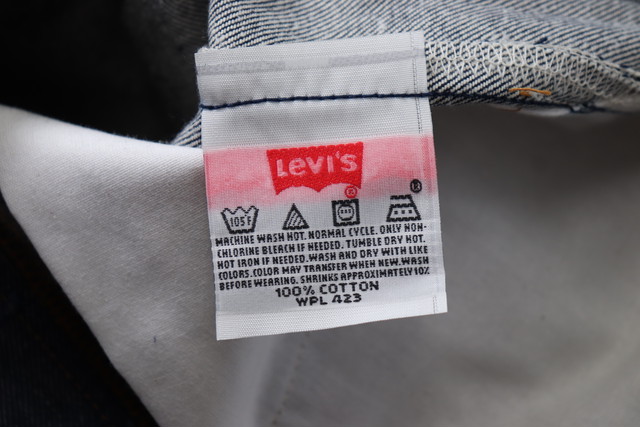 Levi's
®
®
105F
MACHINE WASH HOT. NORMAL CYCLE. ONLY NON-
CHLORINE BLEACH IF NEEDED. TUMBLE DRY HOT.
HOT IRON IF NEEDED. WASH AND DRY WITH LIKE
COLORS. COLOR MAY TRANSFER WHEN NEW. WASH
BEFORE WEARING. SHRINKS APPROXIMATELY 10%
100% COTTON
WPL 423